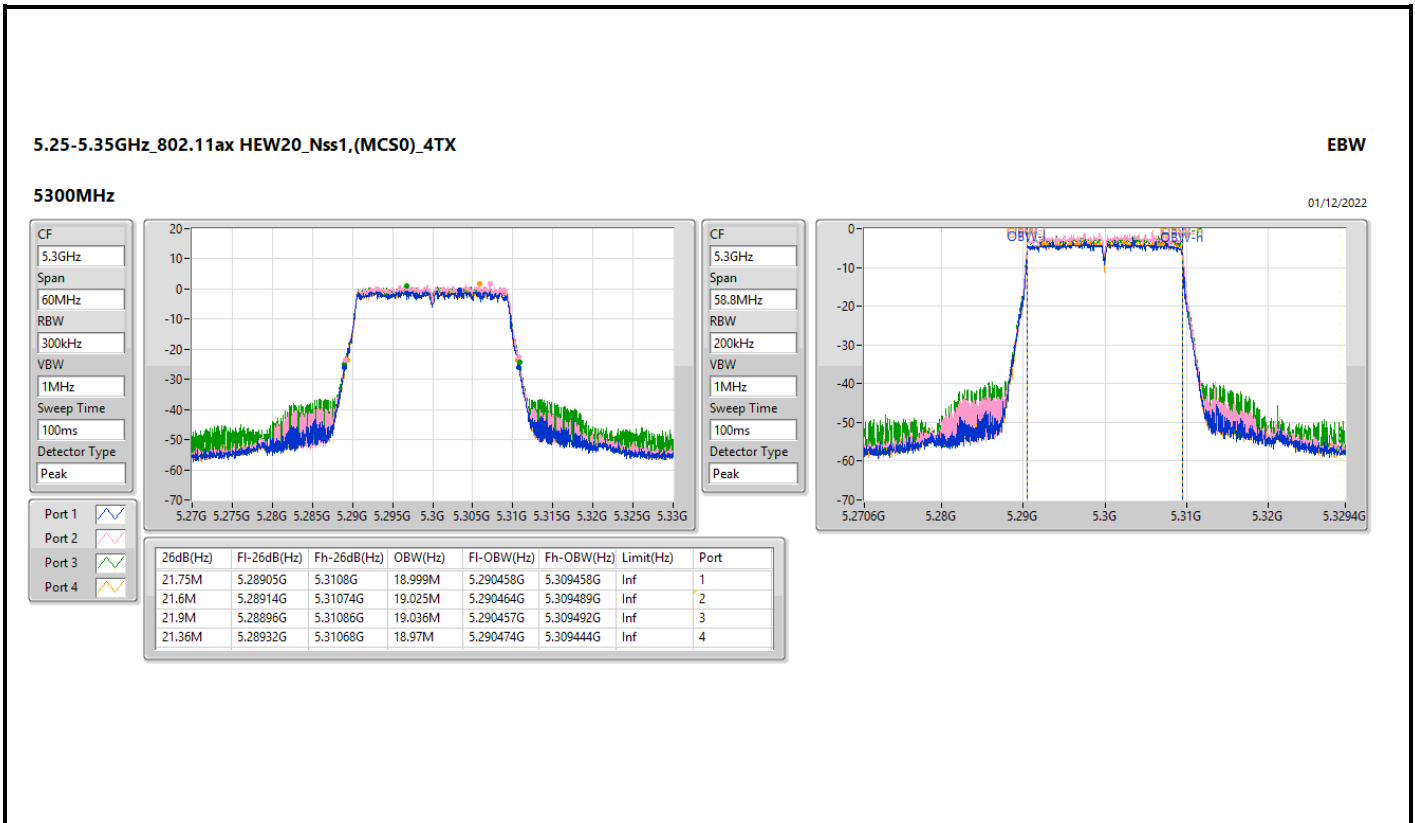 5.25-5.35GHz_802.11ax HEW20_Nss1,(MCS0)_4TX
EBW
5300MHz
01/12/2022
CF
5.3GHz
Span
60MHz
RBW
300kHz
VBW
1MHz
Sweep Time
100ms
Detector Type
Peak
Port 1
Port 2
Port 3
Port 4
20
10
0
-10
-20
-30
-40
-50
-60
-70
5.27G 5.275G 5.28G 5.285G 5.29G 5.295G 5.3G 5.305G 5.31G 5.315G 5.32G 5.325G 5.33G
CF
5.3GHz
Span
58.8MHz
RBW
200kHz
VBW
1MHz
Sweep Time
100ms
Detector Type
Peak
0
-10
-20
-30
-40
-50
-60
-70
OBW-l OBW-h
5.2706G 5.28G 5.29G 5.3G 5.31G 5.32G 5.3294G
26dB(Hz) Fl-26dB(Hz) Fh-26dB(Hz) OBW(Hz) Fl-OBW(Hz) Fh-OBW(Hz) Limit(Hz) Port
21.75M 5.28905G 5.3108G 18.999M 5.290458G 5.309458G Inf 1
21.6M 5.28914G 5.31074G 19.025M 5.290464G 5.309489G Inf 2
21.9M 5.28896G 5.31086G 19.036M 5.290457G 5.309492G Inf 3
21.36M 5.28932G 5.31068G 18.97M 5.290474G 5.309444G Inf 4